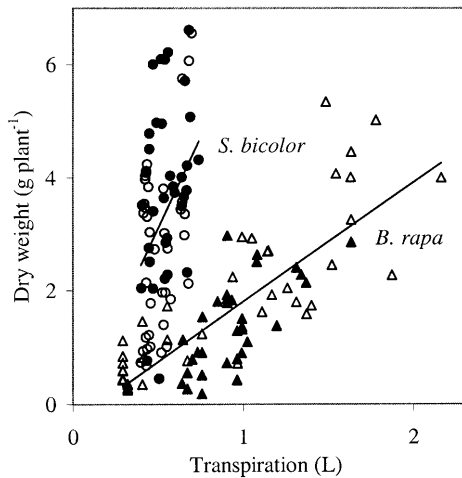 6
4
2
0
Dry weight (g plant⁻¹)
S. bicolor
B. rapa
0
1
2
Transpiration (L)